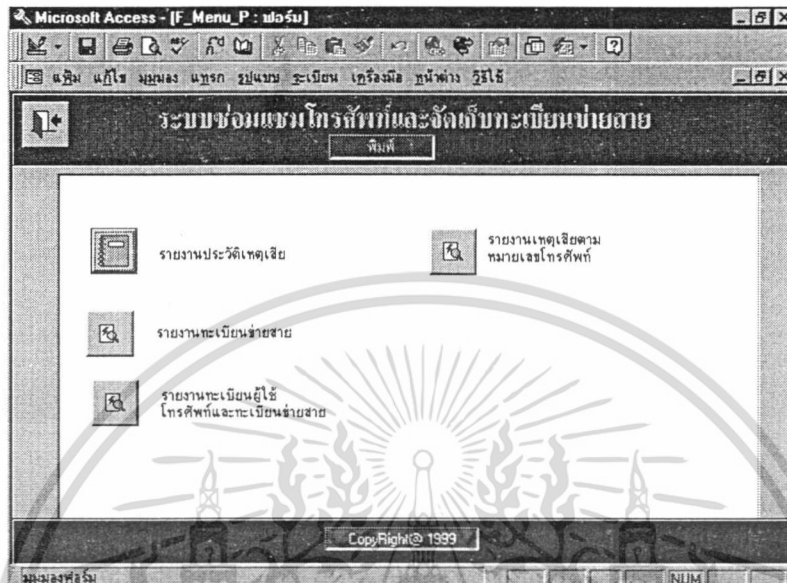 Microsoft Access - [F_Menu_P : ฟอร์ม]
แฟ้ม แก้ไข มุมมอง แทรก รูปแบบ ระเบียน เครื่องมือ หน้าต่าง วิธีใช้
ระบบซ่อมแซมโทรศัพท์และจัดเก็บทะเบียนข่ายสาย
พิมพ์
รายงานประวัติเหตุเสีย
รายงานเหตุเสียตาม
หมายเลขโทรศัพท์
รายงานทะเบียนข่ายสาย
รายงานทะเบียนผู้ใช้
โทรศัพท์และทะเบียนข่ายสาย
CopyRight@ 1999
มุมมองฟอร์ม
NUM